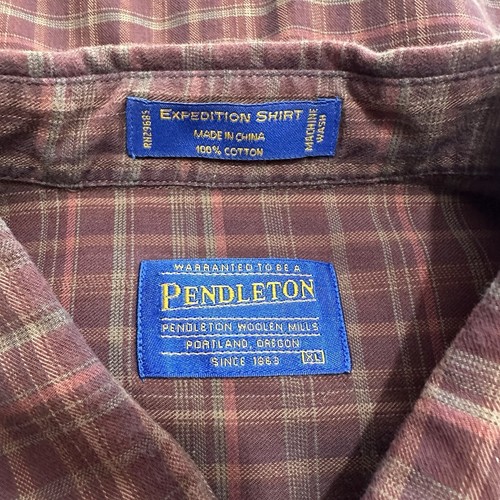 RN29685
EXPEDITION SHIRT
MADE IN CHINA
100% COTTON
MACHINE
WASH
WARRANTED TO BE A
PENDLETON
PENDLETON WOOLEN MILLS
PORTLAND, OREGON
SINCE 1863
XL